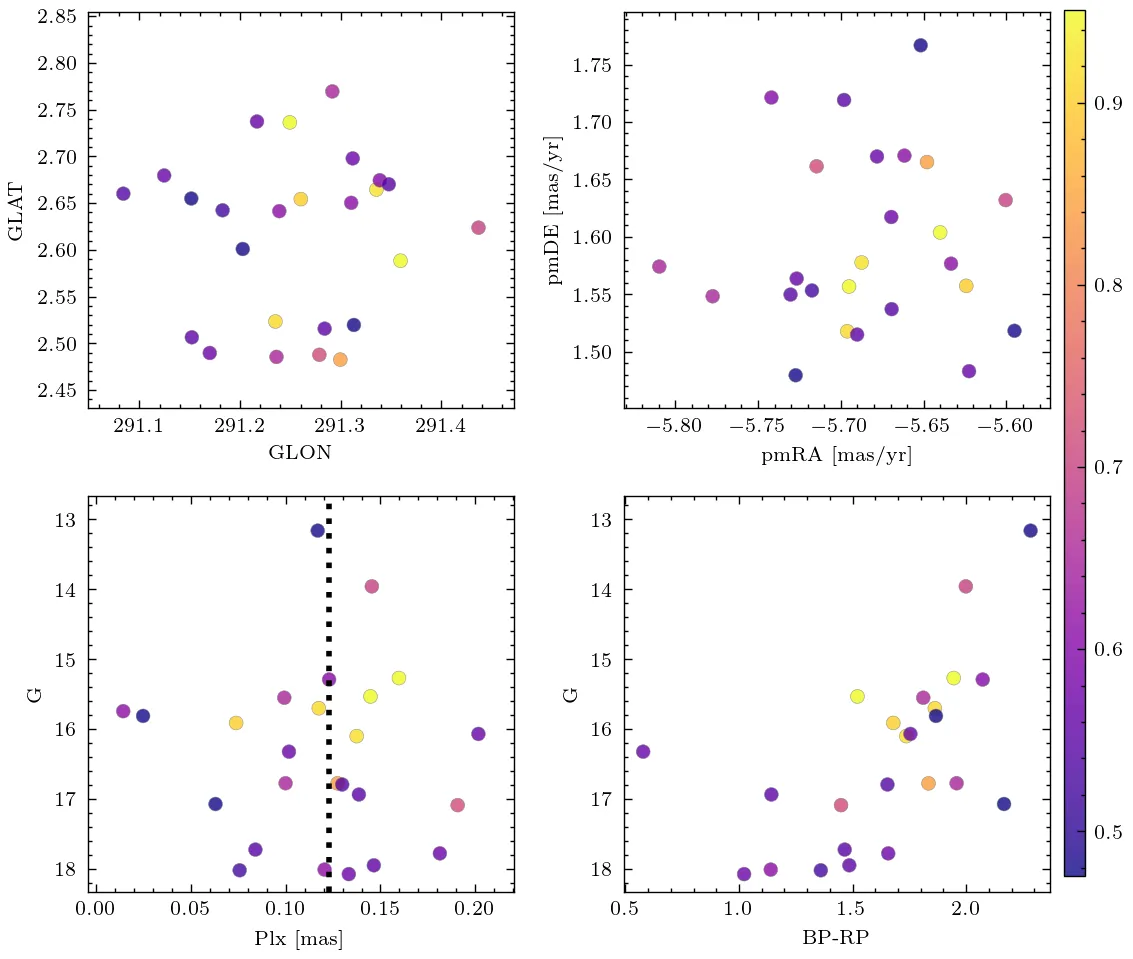 2.85
2.80
2.75
2.70
2.65
2.60
2.55
2.50
2.45
GLAT
291.1 291.2 291.3 291.4
GLON
1.75
1.70
1.65
1.60
1.55
1.50
pmDE [mas/yr]
−5.80 −5.75 −5.70 −5.65 −5.60
pmRA [mas/yr]
13
14
15
16
17
18
G
0.00 0.05 0.10 0.15 0.20
Plx [mas]
13
14
15
16
17
18
G
0.5 1.0 1.5 2.0
BP-RP
0.9
0.8
0.7
0.6
0.5